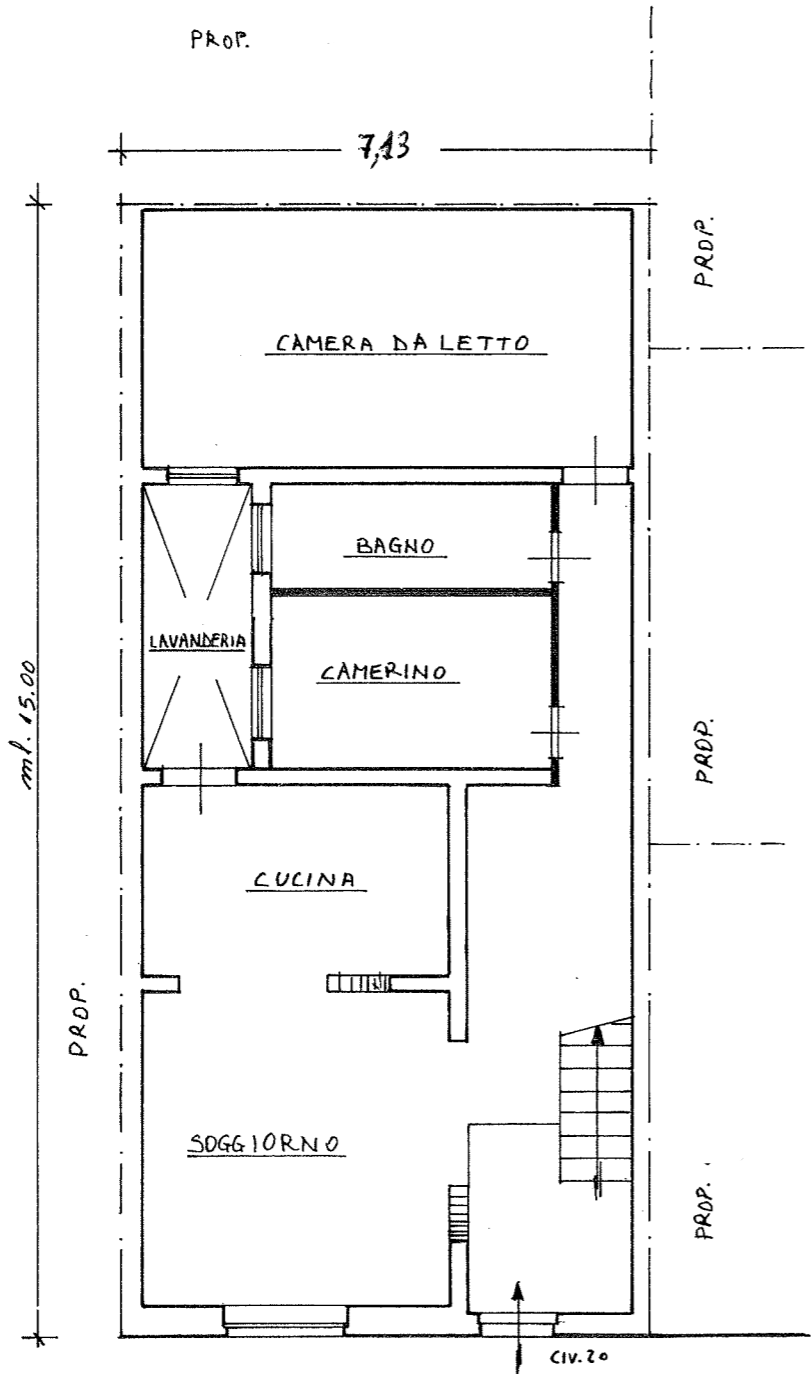 PROP.
7,13
PROP.
CAMERA DA LETTO
BAGNO
LAVANDERIA
CAMERINO
ml. 15.00
PROP.
CUCINA
PROP.
SOGGIORNO
PROP.
CIV. 20